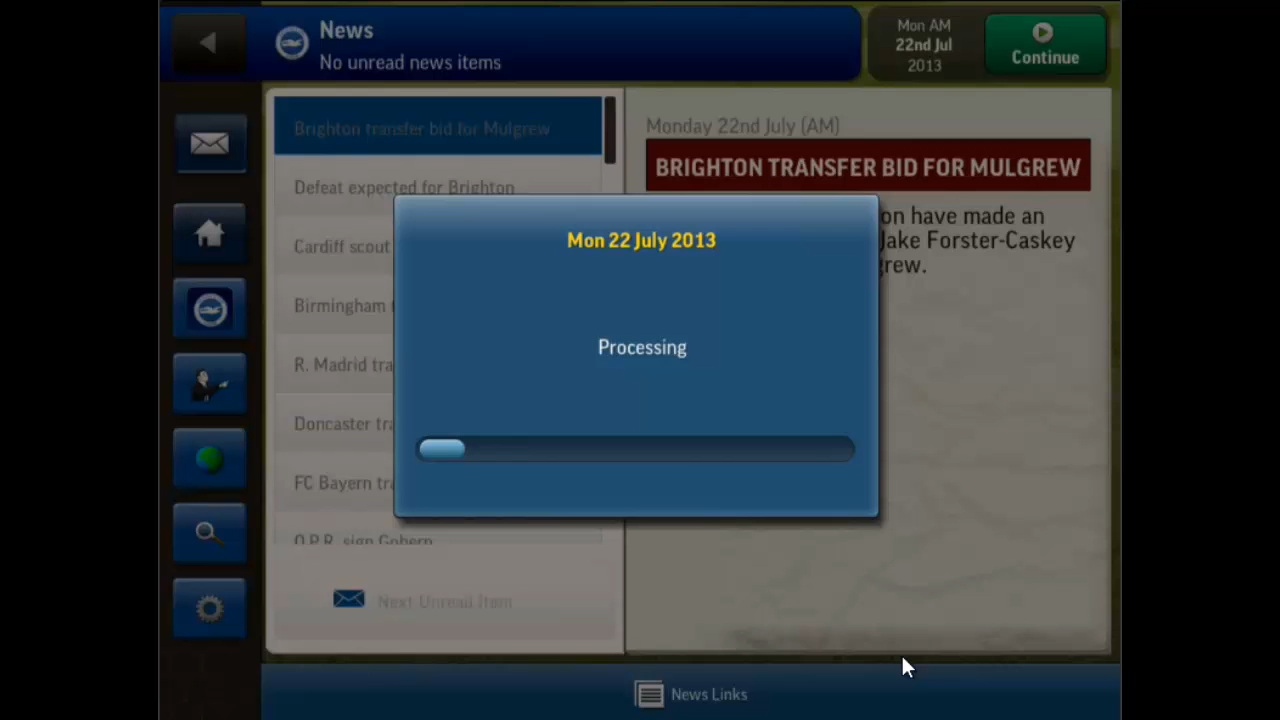 News
No unread news items
Mon AM
22nd Jul
2013
Continue
Brighton transfer bid for Mulgrew
Defeat expected for Brighton
Cardiff scout
Birmingham
R. Madrid tra
Doncaster tra
FC Bayern tra
Q.P.R. sign Gobern
Next Unread Item
Monday 22nd July (AM)
BRIGHTON TRANSFER BID FOR MULGREW
on have made an
Jake Forster-Caskey
grew.
Mon 22 July 2013
Processing
News Links